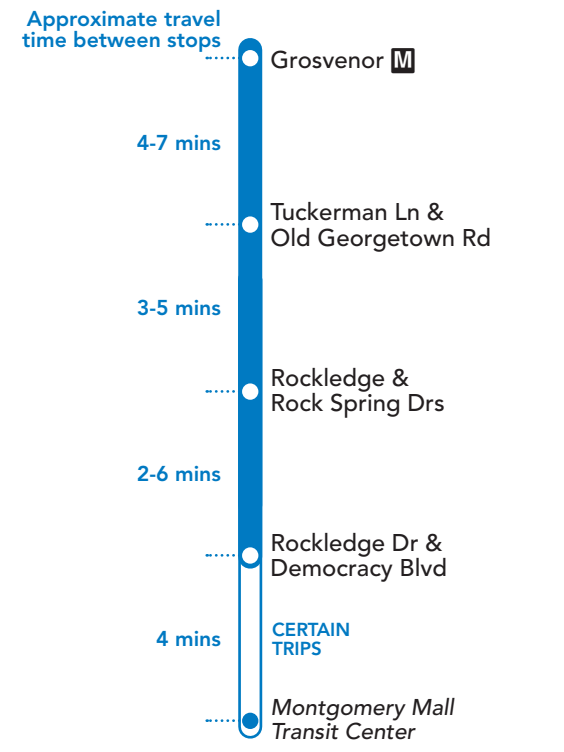 Approximate travel
time between stops
Grosvenor M
4-7 mins
Tuckerman Ln &
Old Georgetown Rd
3-5 mins
Rockledge &
Rock Spring Drs
2-6 mins
Rockledge Dr &
Democracy Blvd
4 mins
CERTAIN
TRIPS
Montgomery Mall
Transit Center